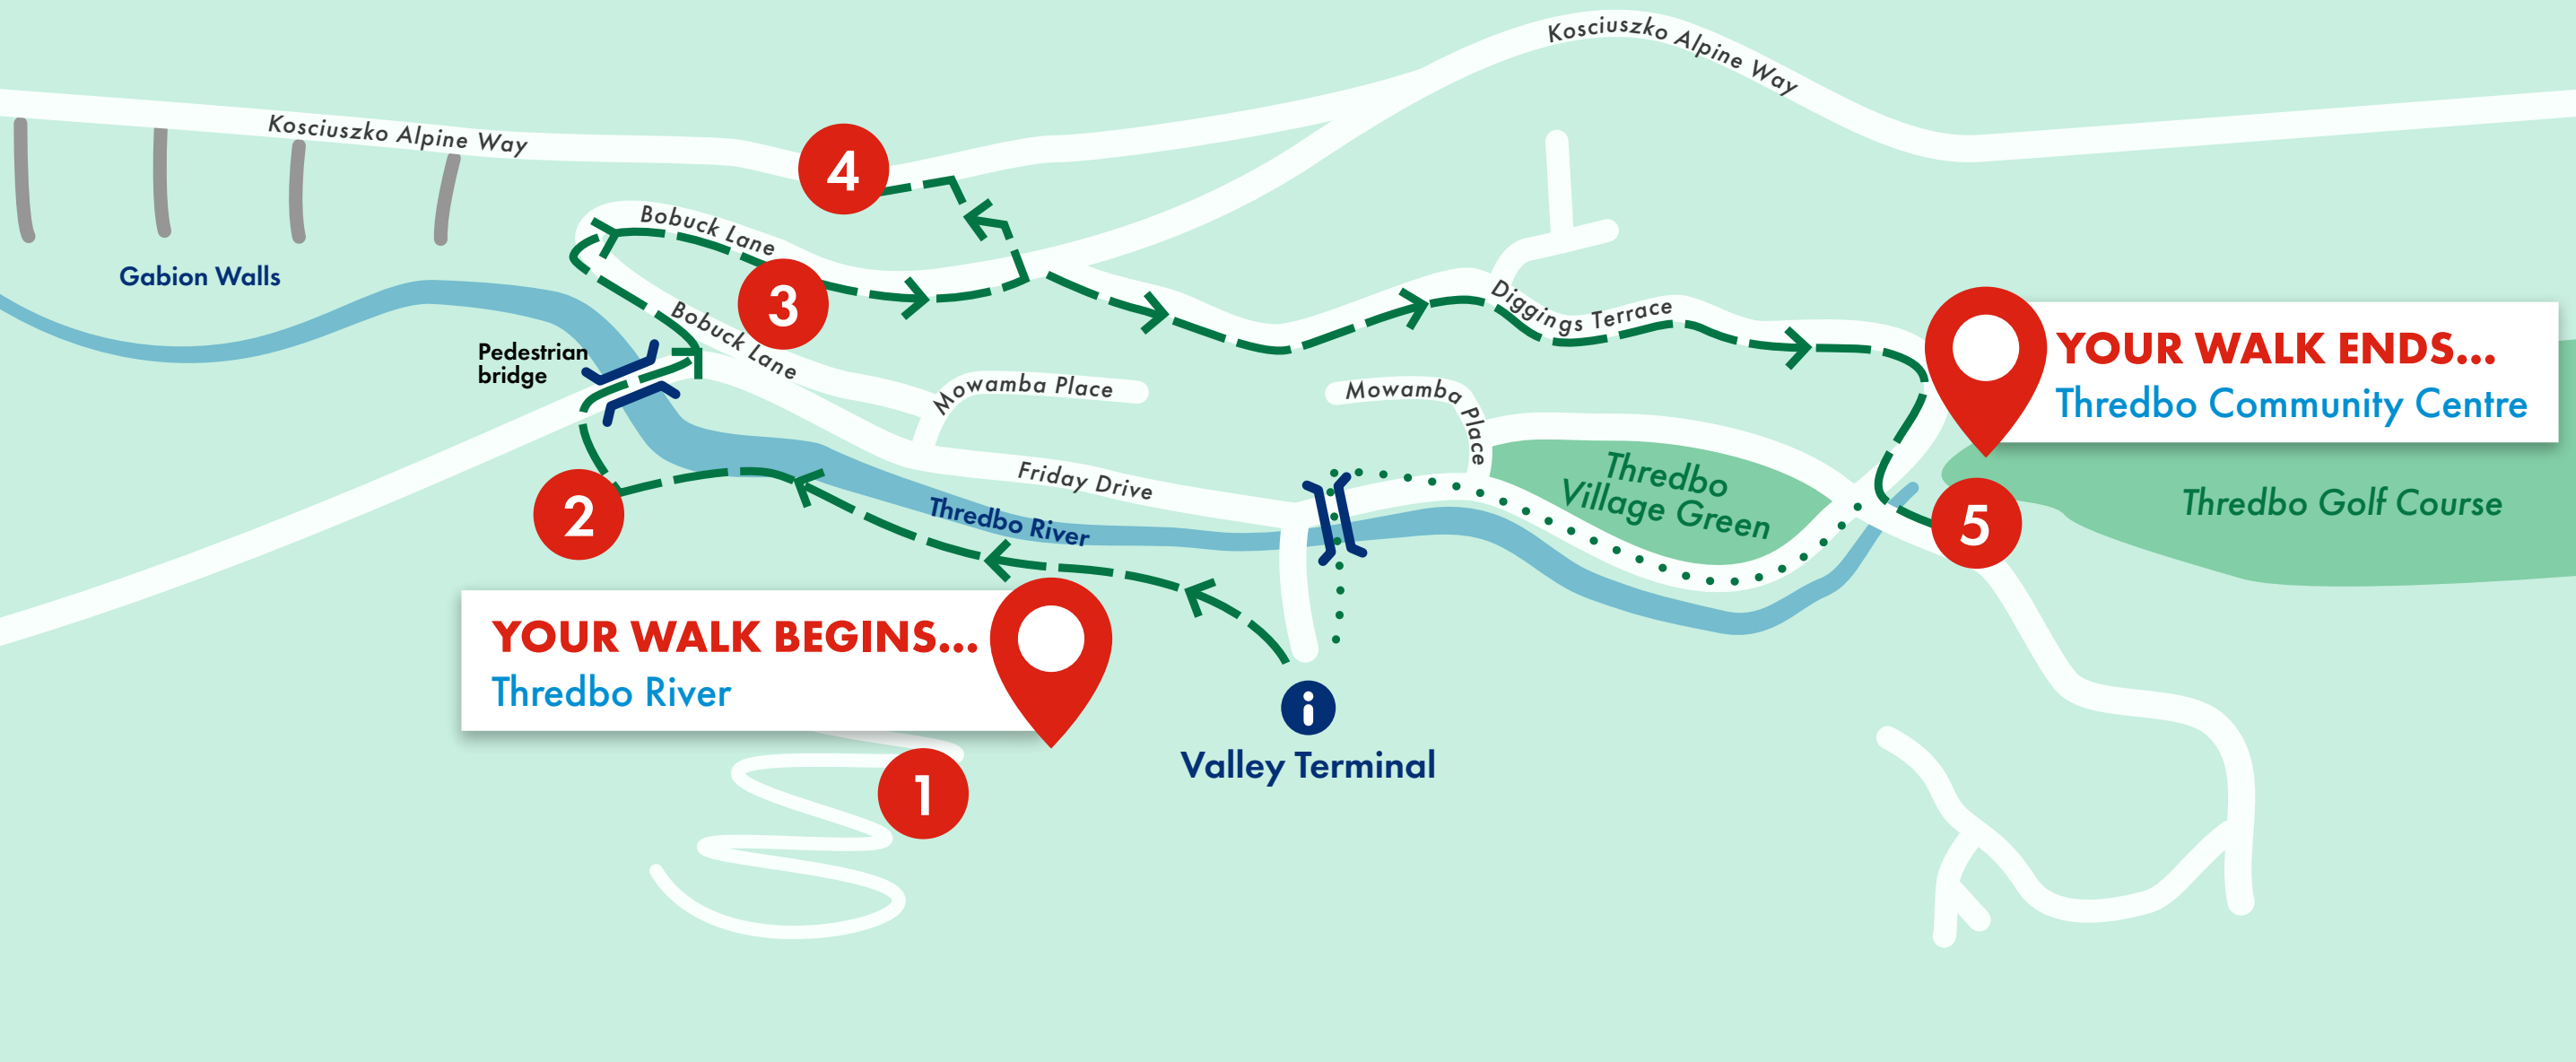 Kosciuszko Alpine Way
Kosciuszko Alpine Way
4
Bobuck Lane
Gabion Walls
3
Bobuck Lane
Diggings Terrace
Pedestrian
bridge
YOUR WALK ENDS...
Thredbo Community Centre
Mowamba Place
Mowamba Place
Friday Drive
Thredbo
Village Green
Thredbo Golf Course
2
Thredbo River
5
YOUR WALK BEGINS...
Thredbo River
i
Valley Terminal
1